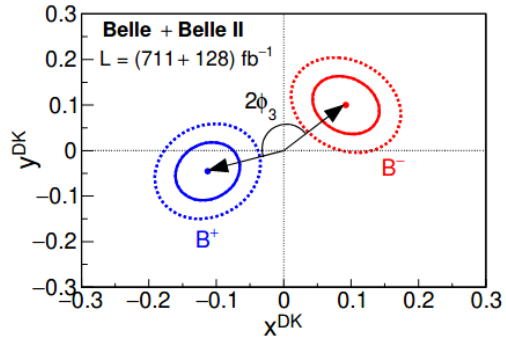 Belle + Belle II
L = (711 + 128) fb⁻¹
0.3
0.2
0.1
0
−0.1
−0.2
−0.3
y^DK
2ϕ₃
B⁻
B⁺
−0.3 −0.2 −0.1 0 0.1 0.2 0.3
x^DK